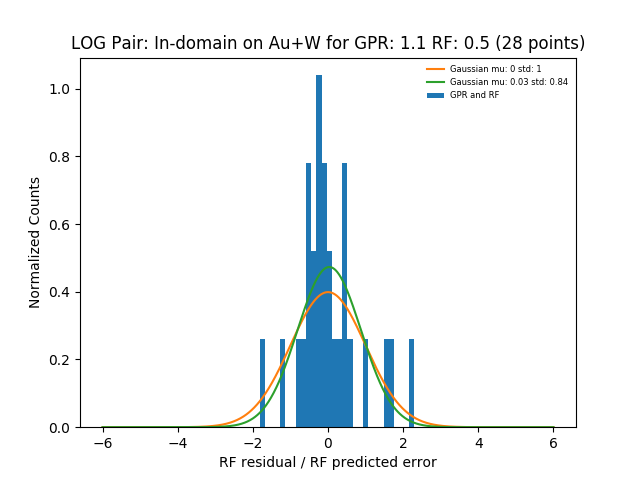 LOG Pair: In-domain on Au+W for GPR: 1.1 RF: 0.5 (28 points)
Gaussian mu: 0 std: 1
Gaussian mu: 0.03 std: 0.84
GPR and RF
Normalized Counts
1.0
0.8
0.6
0.4
0.2
0.0
−6 −4 −2 0 2 4 6
RF residual / RF predicted error